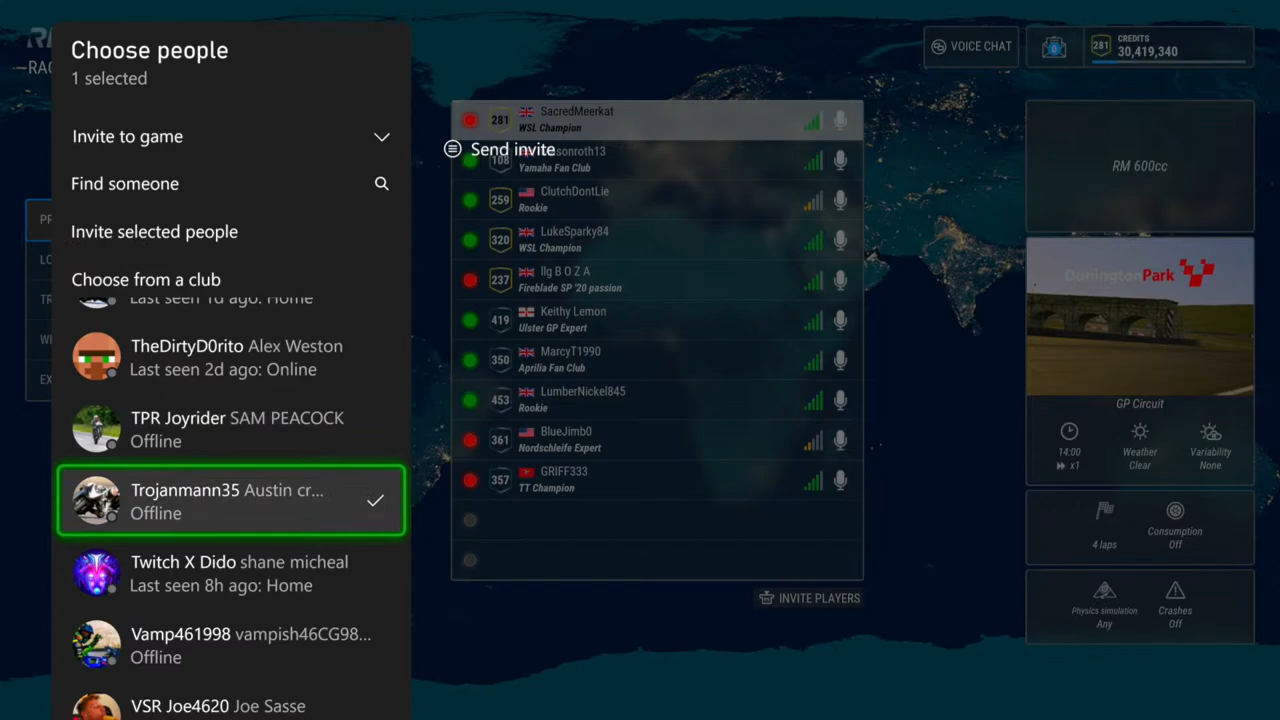 Choose people
1 selected
Invite to game
Find someone
Invite selected people
Choose from a club
Last seen 1d ago: Home
TheDirtyD0rito Alex Weston
Last seen 2d ago: Online
TPR Joyrider SAM PEACOCK
Offline
Trojanmann35 Austin cr...
Offline
Twitch X Dido shane micheal
Last seen 8h ago: Home
Vamp461998 vampish46CG98...
Offline
VSR Joe4620 Joe Sasse
Send invite
281 SacredMeerkat
WSL Champion
108
Yamaha Fan Club
259 ClutchDontLie
Rookie
320 LukeSparky84
WSL Champion
237 Ilg B O Z A
Fireblade SP '20 passion
419 Keithy Lemon
Ulster GP Expert
350 MarcyT1990
Aprilia Fan Club
453 LumberNickel845
Rookie
361 BlueJimb0
Nordschleife Expert
357 GRIFF333
TT Champion
INVITE PLAYERS
VOICE CHAT
0
281
CREDITS
30,419,340
RM 600cc
DoningtonPark
GP Circuit
14:00
x1
Weather
Clear
Variability
None
4 laps
Consumption
Off
Physics simulation
Any
Crashes
Off